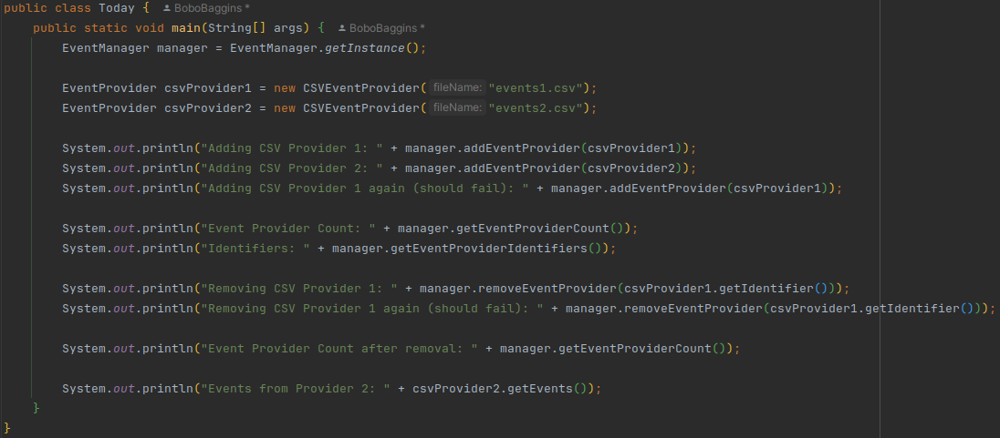 public class Today { BoboBaggins *
public static void main(String[] args) { BoboBaggins *
EventManager manager = EventManager.getInstance();
EventProvider csvProvider1 = new CSVEventProvider( fileName: "events1.csv");
EventProvider csvProvider2 = new CSVEventProvider( fileName: "events2.csv");
System.out.println("Adding CSV Provider 1: " + manager.addEventProvider(csvProvider1));
System.out.println("Adding CSV Provider 2: " + manager.addEventProvider(csvProvider2));
System.out.println("Adding CSV Provider 1 again (should fail): " + manager.addEventProvider(csvProvider1));
System.out.println("Event Provider Count: " + manager.getEventProviderCount());
System.out.println("Identifiers: " + manager.getEventProviderIdentifiers());
System.out.println("Removing CSV Provider 1: " + manager.removeEventProvider(csvProvider1.getIdentifier()));
System.out.println("Removing CSV Provider 1 again (should fail): " + manager.removeEventProvider(csvProvider1.getIdentifier()));
System.out.println("Event Provider Count after removal: " + manager.getEventProviderCount());
System.out.println("Events from Provider 2: " + csvProvider2.getEvents());
}
}